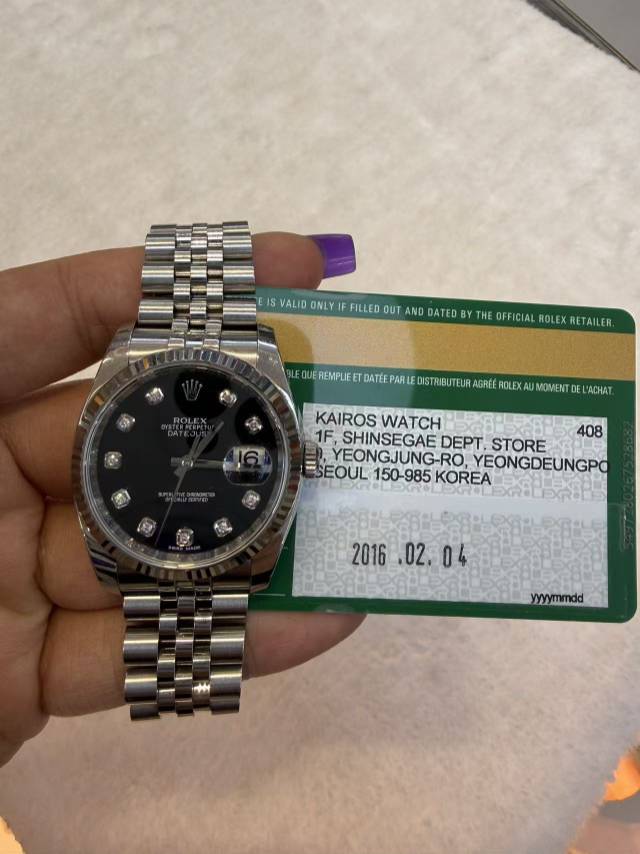 ROLEX
OYSTER PERPETUAL
DATEJUST
16
SUPERLATIVE CHRONOMETER
OFFICIALLY CERTIFIED
SWISS MADE
IS VALID ONLY IF FILLED OUT AND DATED BY THE OFFICIAL ROLEX RETAILER.
QUE REMPLIE ET DATÉE PAR LE DISTRIBUTEUR AGRÉÉ ROLEX AU MOMENT DE L'ACHAT.
KAIROS WATCH 408
1F, SHINSEGAE DEPT. STORE
YEONGJUNG-RO, YEONGDEUNGPO
SEOUL 150-985 KOREA
2016 .02. 04
yyyymmdd